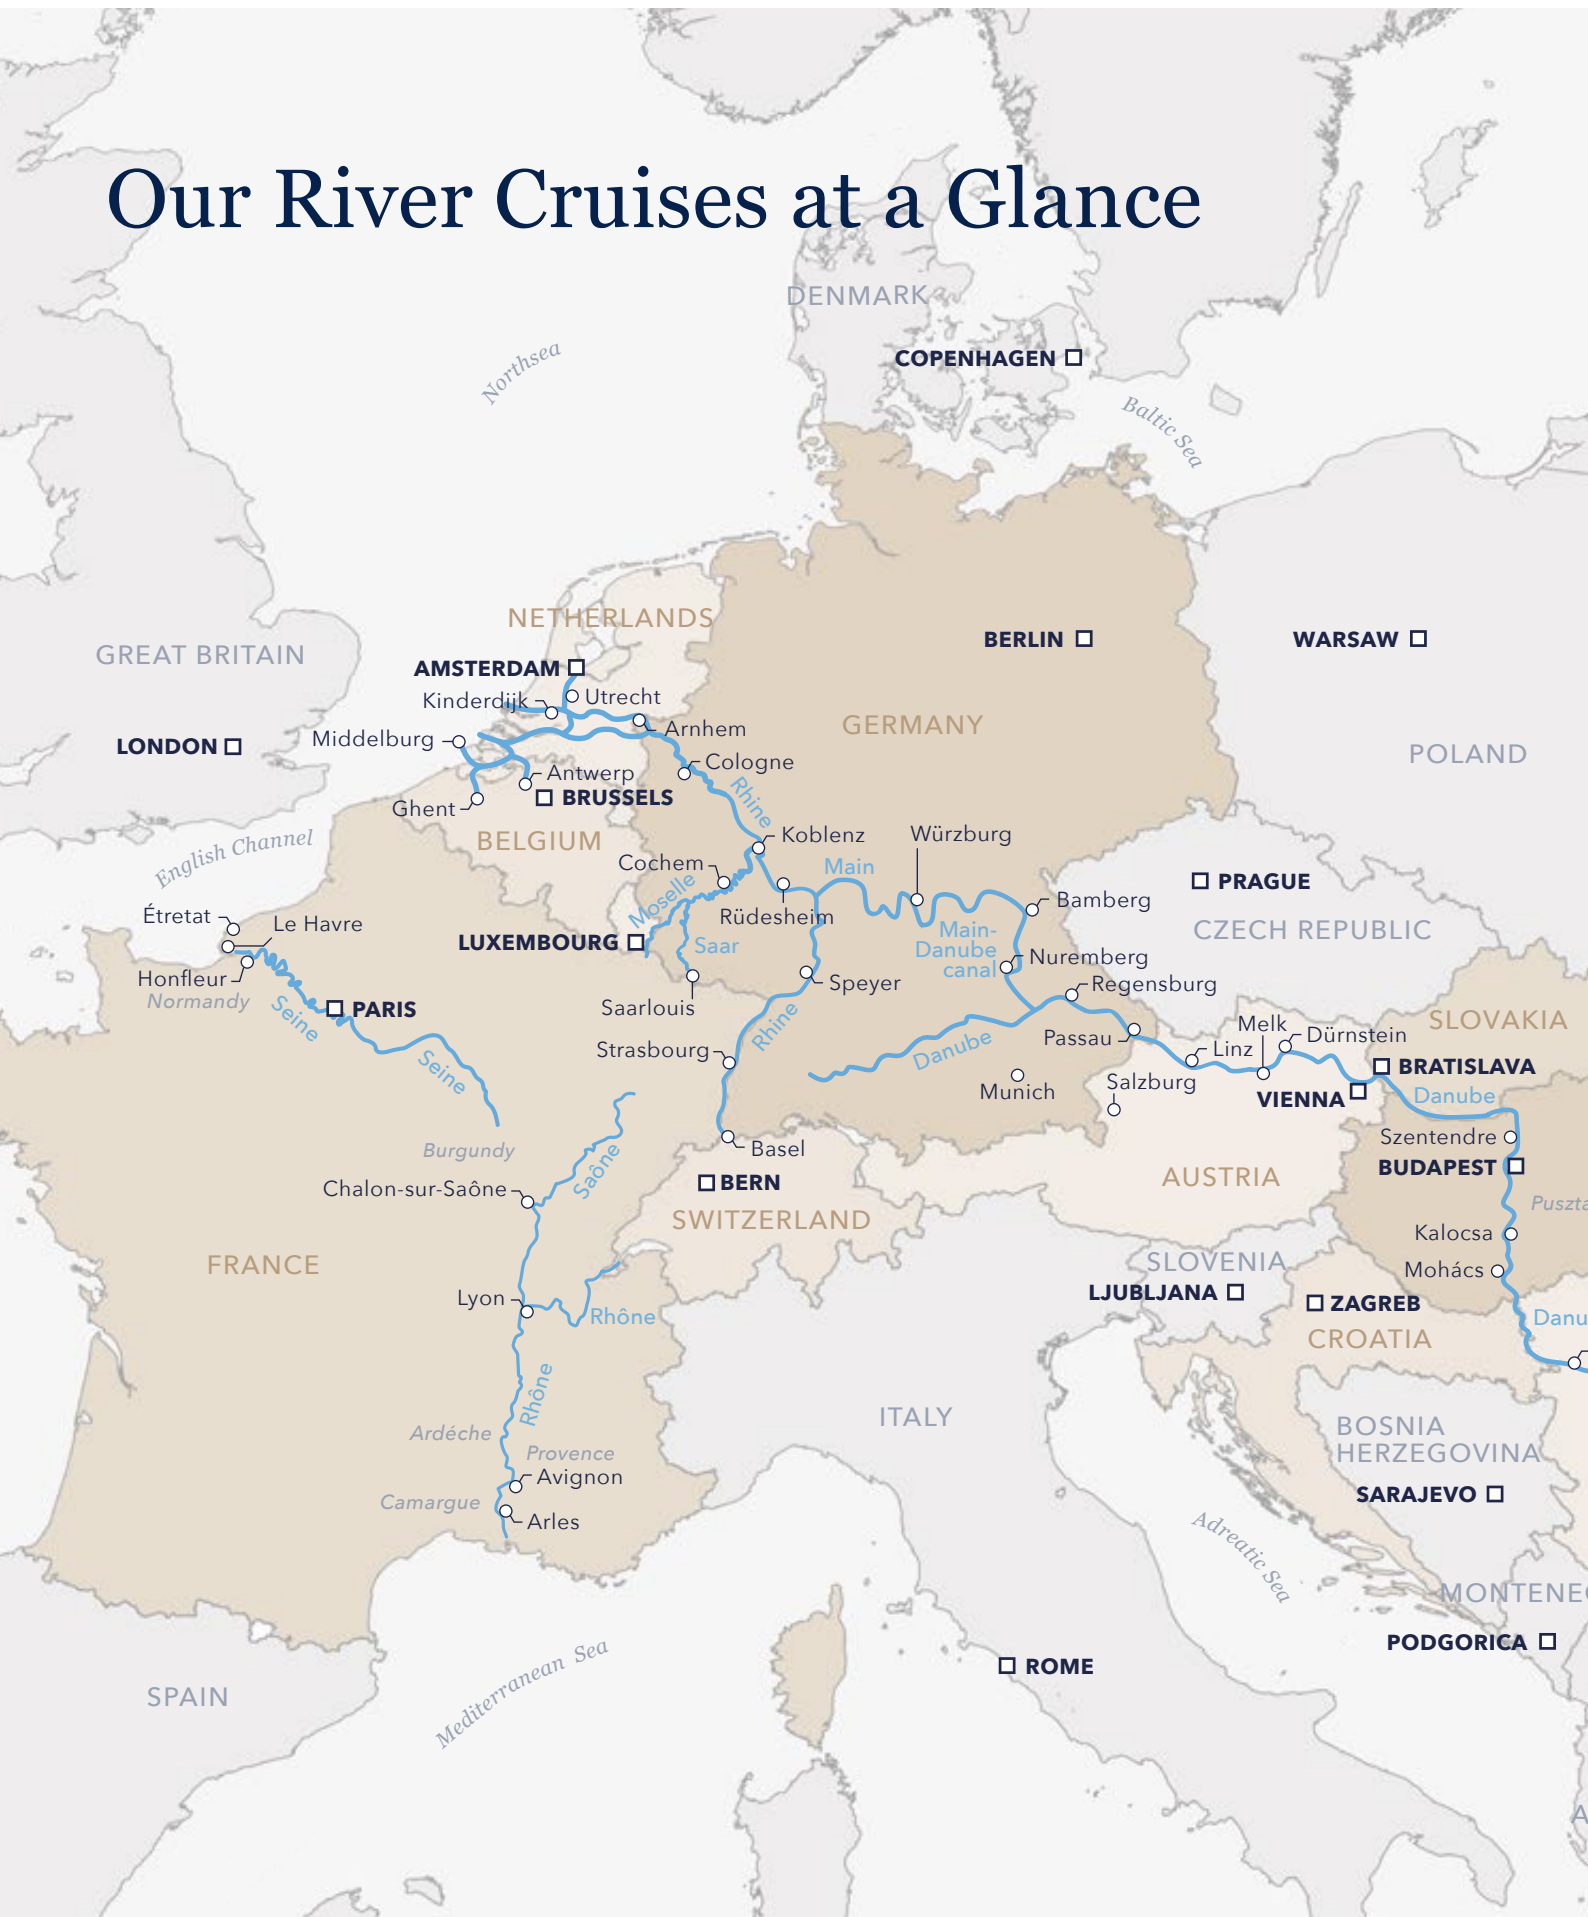 Our River Cruises at a Glance
DENMARK
Northsea
COPENHAGEN
Baltic Sea
NETHERLANDS
GREAT BRITAIN
BERLIN
WARSAW
AMSTERDAM
Kinderdijk
Utrecht
Arnhem
GERMANY
Middelburg
LONDON
POLAND
Cologne
Antwerp
BRUSSELS
Rhine
Ghent
BELGIUM
English Channel
Koblenz
Würzburg
Cochem
Main
Moselle
PRAGUE
Rüdesheim
Bamberg
Étretat
Le Havre
CZECH REPUBLIC
LUXEMBOURG
Saar
Main-
Danube
canal
Nuremberg
Honfleur
Normandy
Speyer
Regensburg
Saarlouis
PARIS
Seine
Rhine
SLOVAKIA
Melk
Dürnstein
Passau
Linz
Strasbourg
Danube
Seine
BRATISLAVA
Munich
Salzburg
VIENNA
Danube
Szentendre
Burgundy
Basel
BUDAPEST
Saône
Chalon-sur-Saône
BERN
AUSTRIA
Puszta
SWITZERLAND
Kalocsa
FRANCE
SLOVENIA
Mohács
LJUBLJANA
Lyon
ZAGREB
Rhône
Danu
CROATIA
Rhône
ITALY
BOSNIA
HERZEGOVINA
Ardéche
Provence
Avignon
Camargue
SARAJEVO
Arles
Adreatic Sea
MONTENE
PODGORICA
Mediterranean Sea
ROME
SPAIN
A